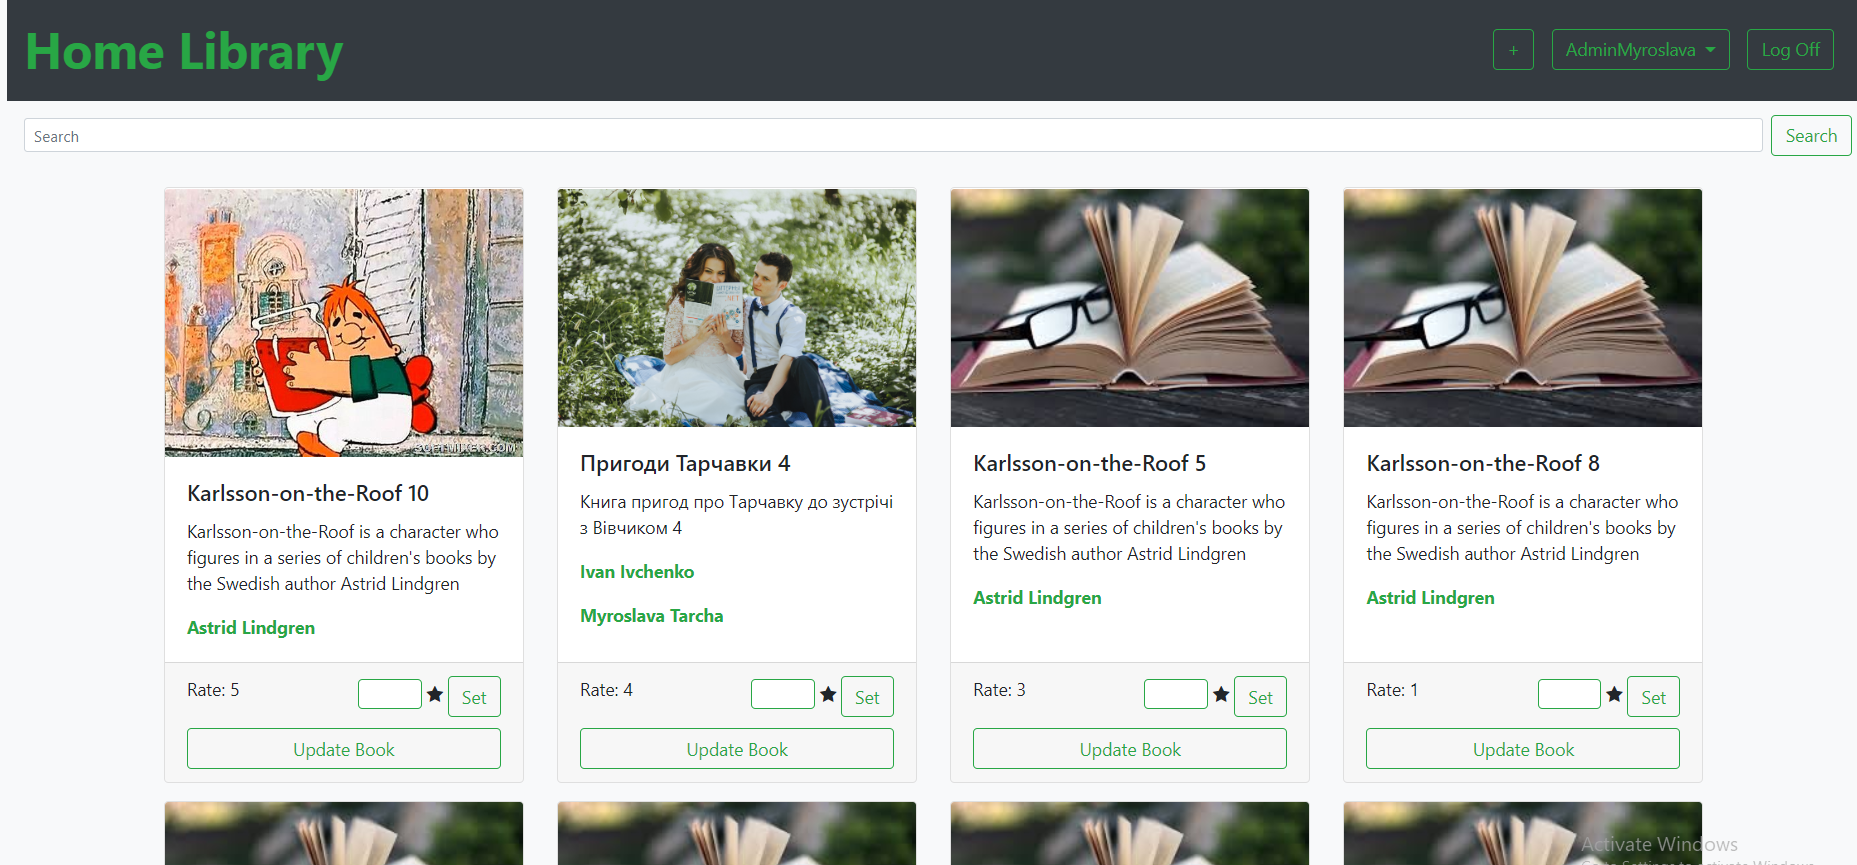 Home Library
+
AdminMyroslava
Log Off
Search
Search
Karlsson-on-the-Roof 10
Karlsson-on-the-Roof is a character who
figures in a series of children's books by
the Swedish author Astrid Lindgren
Astrid Lindgren
Rate: 5
Set
Update Book
Пригоди Тарчавки 4
Книга пригод про Тарчавку до зустрічі
з Вівчиком 4
Ivan Ivchenko
Myroslava Tarcha
Rate: 4
Set
Update Book
Karlsson-on-the-Roof 5
Karlsson-on-the-Roof is a character who
figures in a series of children's books by
the Swedish author Astrid Lindgren
Astrid Lindgren
Rate: 3
Set
Update Book
Karlsson-on-the-Roof 8
Karlsson-on-the-Roof is a character who
figures in a series of children's books by
the Swedish author Astrid Lindgren
Astrid Lindgren
Rate: 1
Set
Update Book
Activate Windows